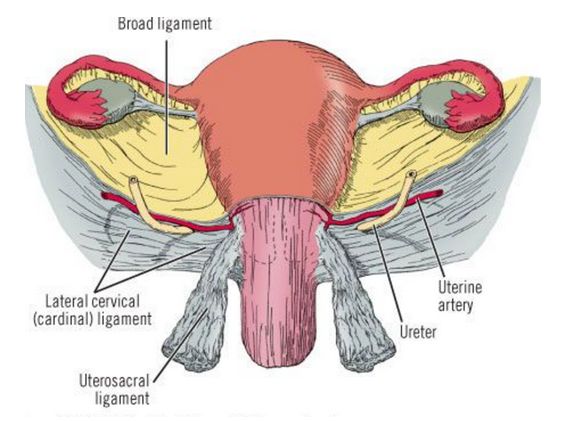 Broad ligament
Lateral cervical
(cardinal) ligament
Uterine
artery
Ureter
Uterosacral
ligament